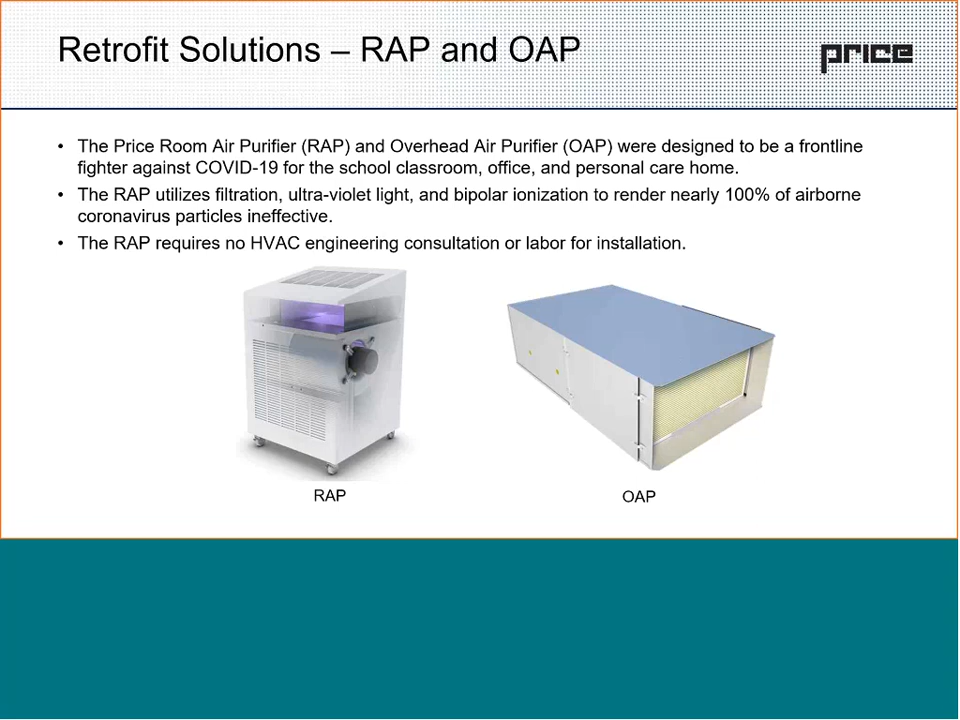 Retrofit Solutions – RAP and OAP
price
• The Price Room Air Purifier (RAP) and Overhead Air Purifier (OAP) were designed to be a frontline
fighter against COVID-19 for the school classroom, office, and personal care home.
• The RAP utilizes filtration, ultra-violet light, and bipolar ionization to render nearly 100% of airborne
coronavirus particles ineffective.
• The RAP requires no HVAC engineering consultation or labor for installation.
RAP
OAP